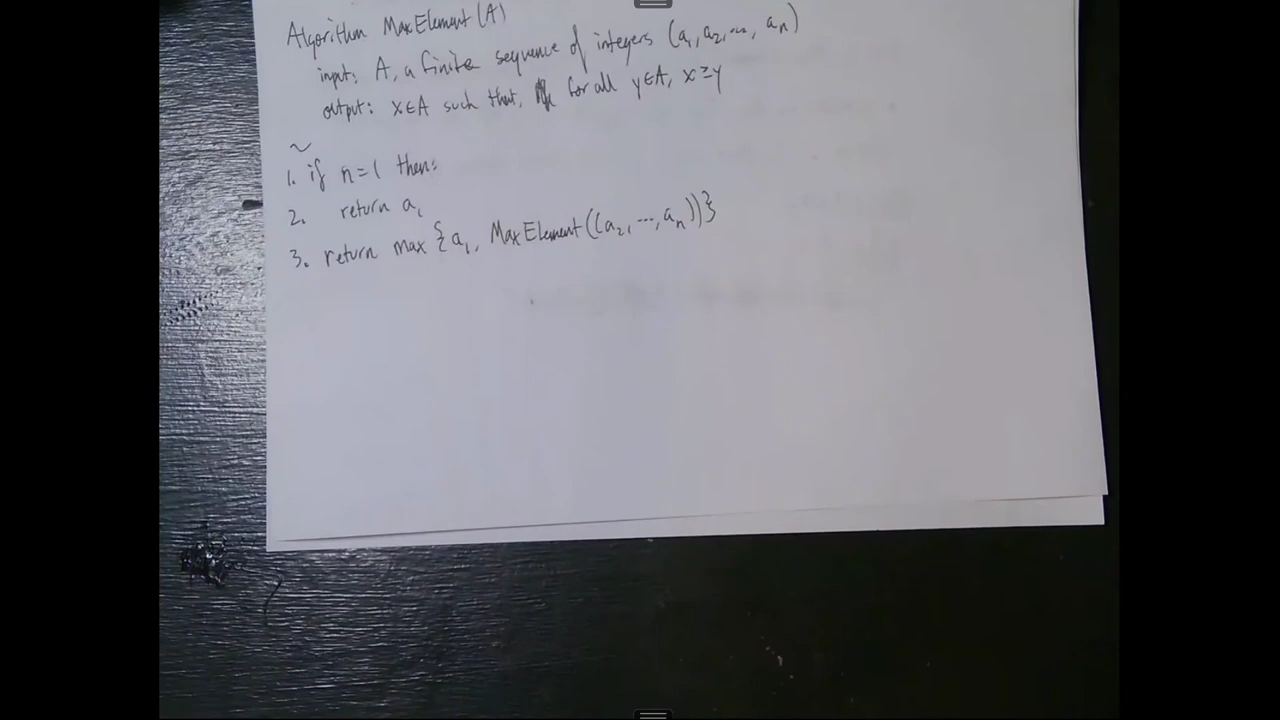 Algorithm MaxElement(A)
input: A, a finite sequence of integers (a₁, a₂, ..., aₙ)
output: x∈A such that, for all y∈A, x≥y
~
1. if n=1 then:
2. return a₁
3. return max {a₁, MaxElement((a₂, ..., aₙ))}